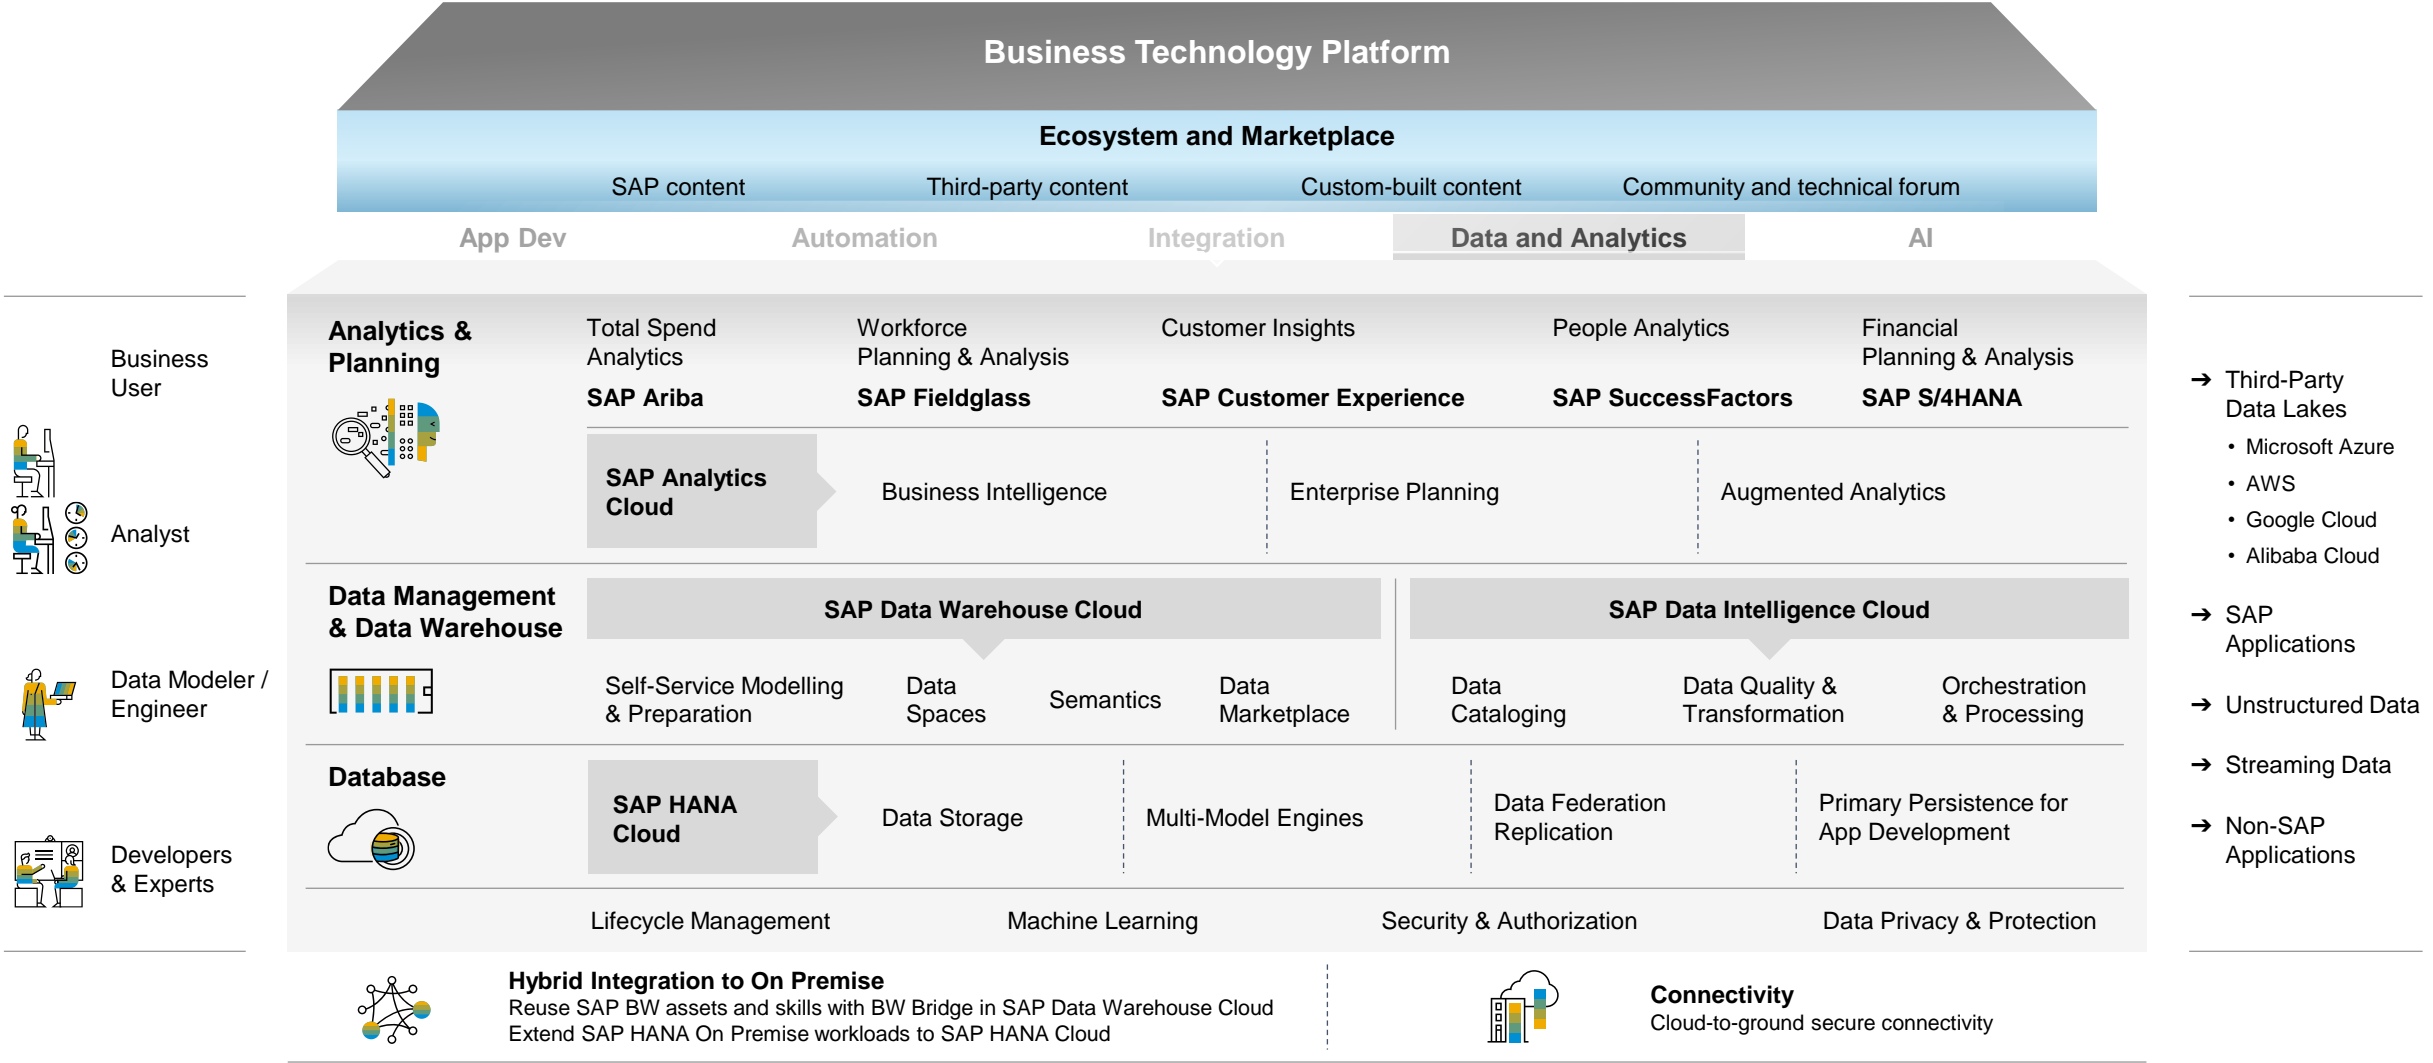 Business Technology Platform
Ecosystem and Marketplace
SAP content
Third-party content
Custom-built content
Community and technical forum
App Dev
Automation
Integration
Data and Analytics
AI
Business
User
Analyst
Data Modeler /
Engineer
Developers
& Experts
Analytics &
Planning
Total Spend
Analytics
SAP Ariba
Workforce
Planning & Analysis
SAP Fieldglass
Customer Insights
SAP Customer Experience
People Analytics
SAP SuccessFactors
Financial
Planning & Analysis
SAP S/4HANA
SAP Analytics
Cloud
Business Intelligence
Enterprise Planning
Augmented Analytics
Data Management
& Data Warehouse
SAP Data Warehouse Cloud
Self-Service Modelling
& Preparation
Data
Spaces
Semantics
Data
Marketplace
SAP Data Intelligence Cloud
Data
Cataloging
Data Quality &
Transformation
Orchestration
& Processing
Database
SAP HANA
Cloud
Data Storage
Multi-Model Engines
Data Federation
Replication
Primary Persistence for
App Development
Lifecycle Management
Machine Learning
Security & Authorization
Data Privacy & Protection
➔ Third-Party
Data Lakes
• Microsoft Azure
• AWS
• Google Cloud
• Alibaba Cloud
➔ SAP
Applications
➔ Unstructured Data
➔ Streaming Data
➔ Non-SAP
Applications
Hybrid Integration to On Premise
Reuse SAP BW assets and skills with BW Bridge in SAP Data Warehouse Cloud
Extend SAP HANA On Premise workloads to SAP HANA Cloud
Connectivity
Cloud-to-ground secure connectivity